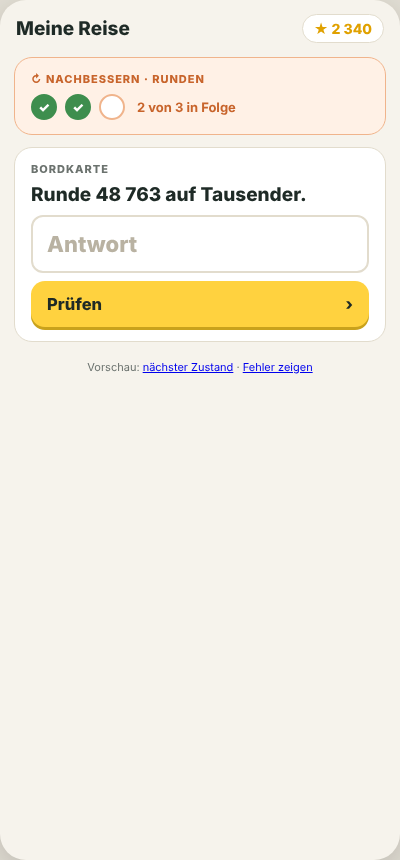 Meine Reise
★ 2 340
↻ NACHBESSERN · RUNDEN
2 von 3 in Folge
BORDKARTE
Runde 48 763 auf Tausender.
Antwort
Prüfen ›
Vorschau: nächster Zustand · Fehler zeigen